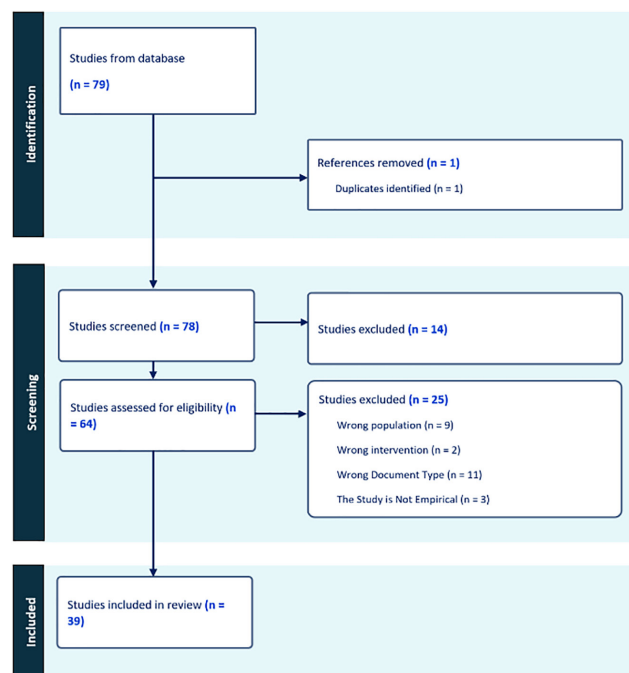 Identification
Studies from database
(n = 79)
References removed (n = 1)
Duplicates identified (n = 1)
Screening
Studies screened (n = 78)
Studies excluded (n = 14)
Studies assessed for eligibility (n
= 64)
Studies excluded (n = 25)
Wrong population (n = 9)
Wrong intervention (n = 2)
Wrong Document Type (n = 11)
The Study is Not Empirical (n = 3)
Included
Studies included in review (n =
39)